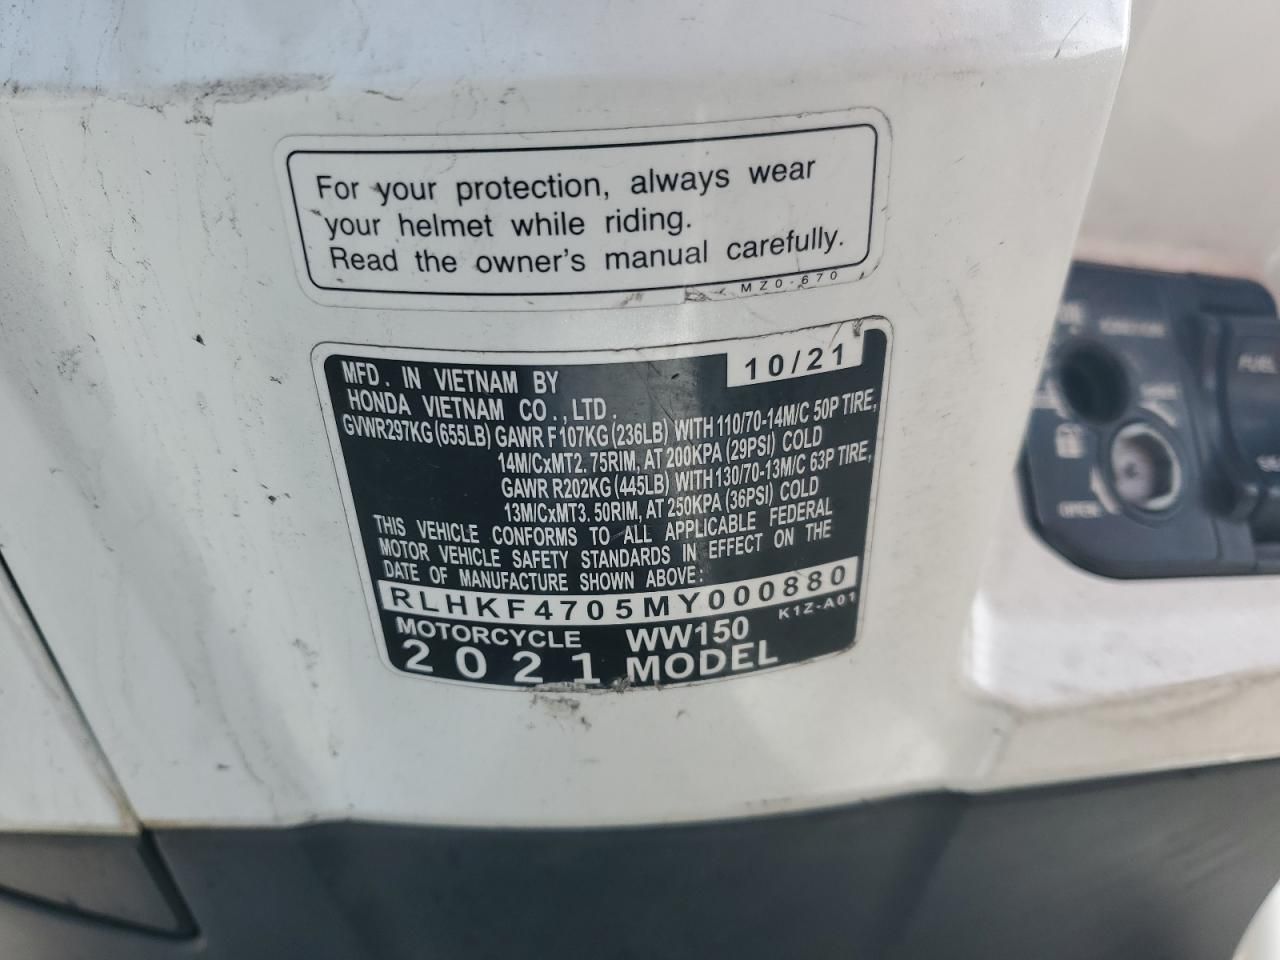 For your protection, always wear
your helmet while riding.
Read the owner's manual carefully.
MZ0-670
10/21
MFD. IN VIETNAM BY
HONDA VIETNAM CO.,LTD.
GVWR297KG(655LB) GAWR F107KG(236LB) WITH 110/70-14M/C 50P TIRE,
14M/CxMT2.75RIM, AT 200KPA (29PSI) COLD
GAWR R202KG(445LB) WITH130/70-13M/C 63P TIRE,
13M/CxMT3.50RIM, AT 250KPA (36PSI) COLD
THIS VEHICLE CONFORMS TO ALL APPLICABLE FEDERAL
MOTOR VEHICLE SAFETY STANDARDS IN EFFECT ON THE
DATE OF MANUFACTURE SHOWN ABOVE:
RLHKF4705MY000880
K1Z-A01
MOTORCYCLE WW150
2021 MODEL
IGNITION
FUEL
OPEN